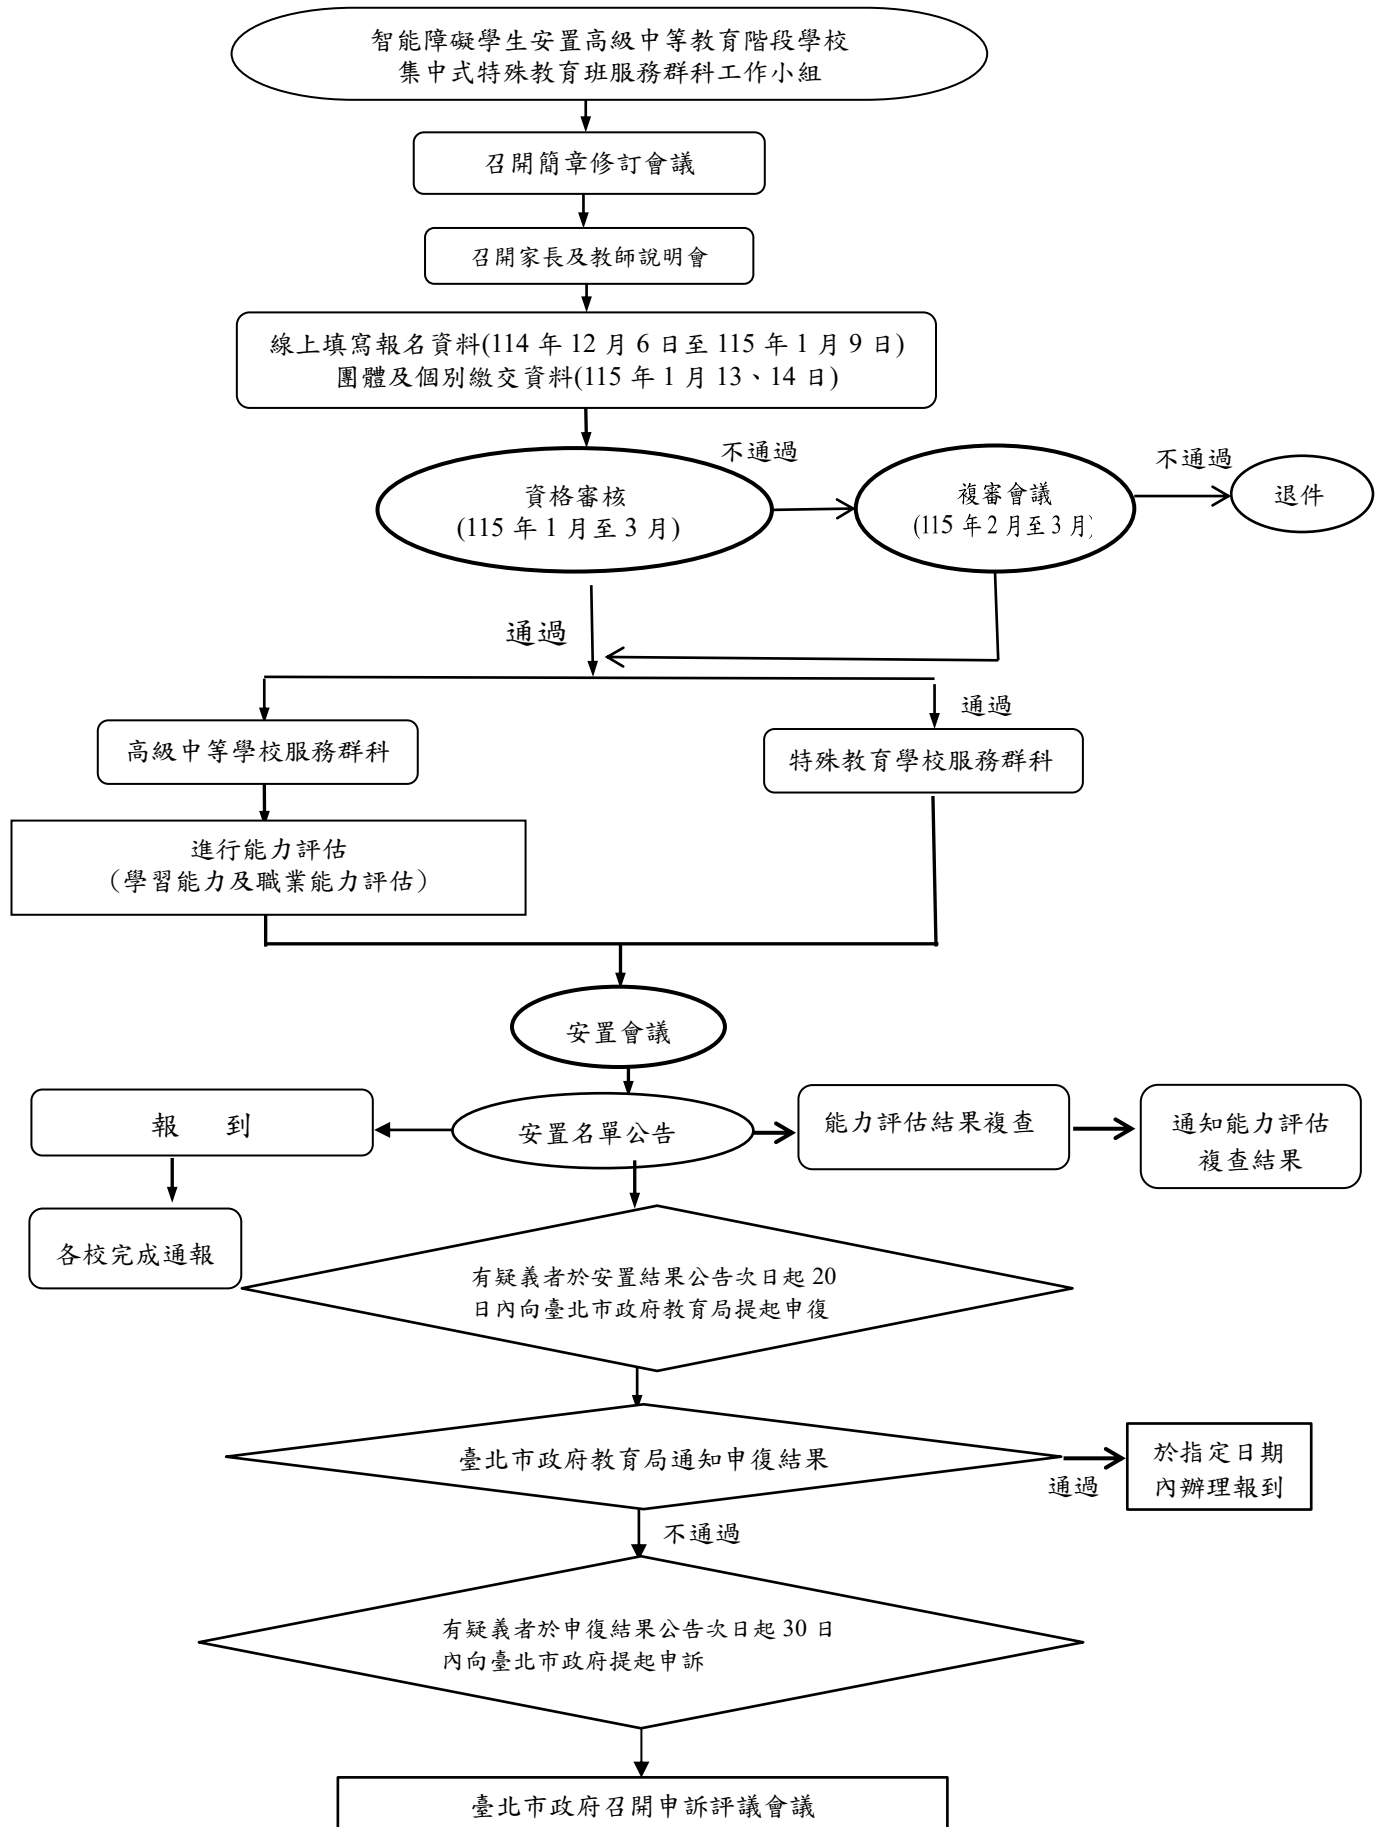 智能障礙學生安置高級中等教育階段學校
集中式特殊教育班服務群科工作小組
召開簡章修訂會議
召開家長及教師說明會
線上填寫報名資料(114 年 12 月 6 日至 115 年 1 月 9 日)
團體及個別繳交資料(115 年 1 月 13、14 日)
不通過
不通過
資格審核
(115 年 1 月至 3 月)
複審會議
(115 年 2 月至 3 月)
退件
通過
通過
高級中等學校服務群科
特殊教育學校服務群科
進行能力評估
（學習能力及職業能力評估）
安置會議
報 到
安置名單公告
能力評估結果複查
通知能力評估
複查結果
各校完成通報
有疑義者於安置結果公告次日起 20
日內向臺北市政府教育局提起申復
臺北市政府教育局通知申復結果
通過
於指定日期
內辦理報到
不通過
有疑義者於申復結果公告次日起 30 日
內向臺北市政府提起申訴
臺北市政府召開申訴評議會議